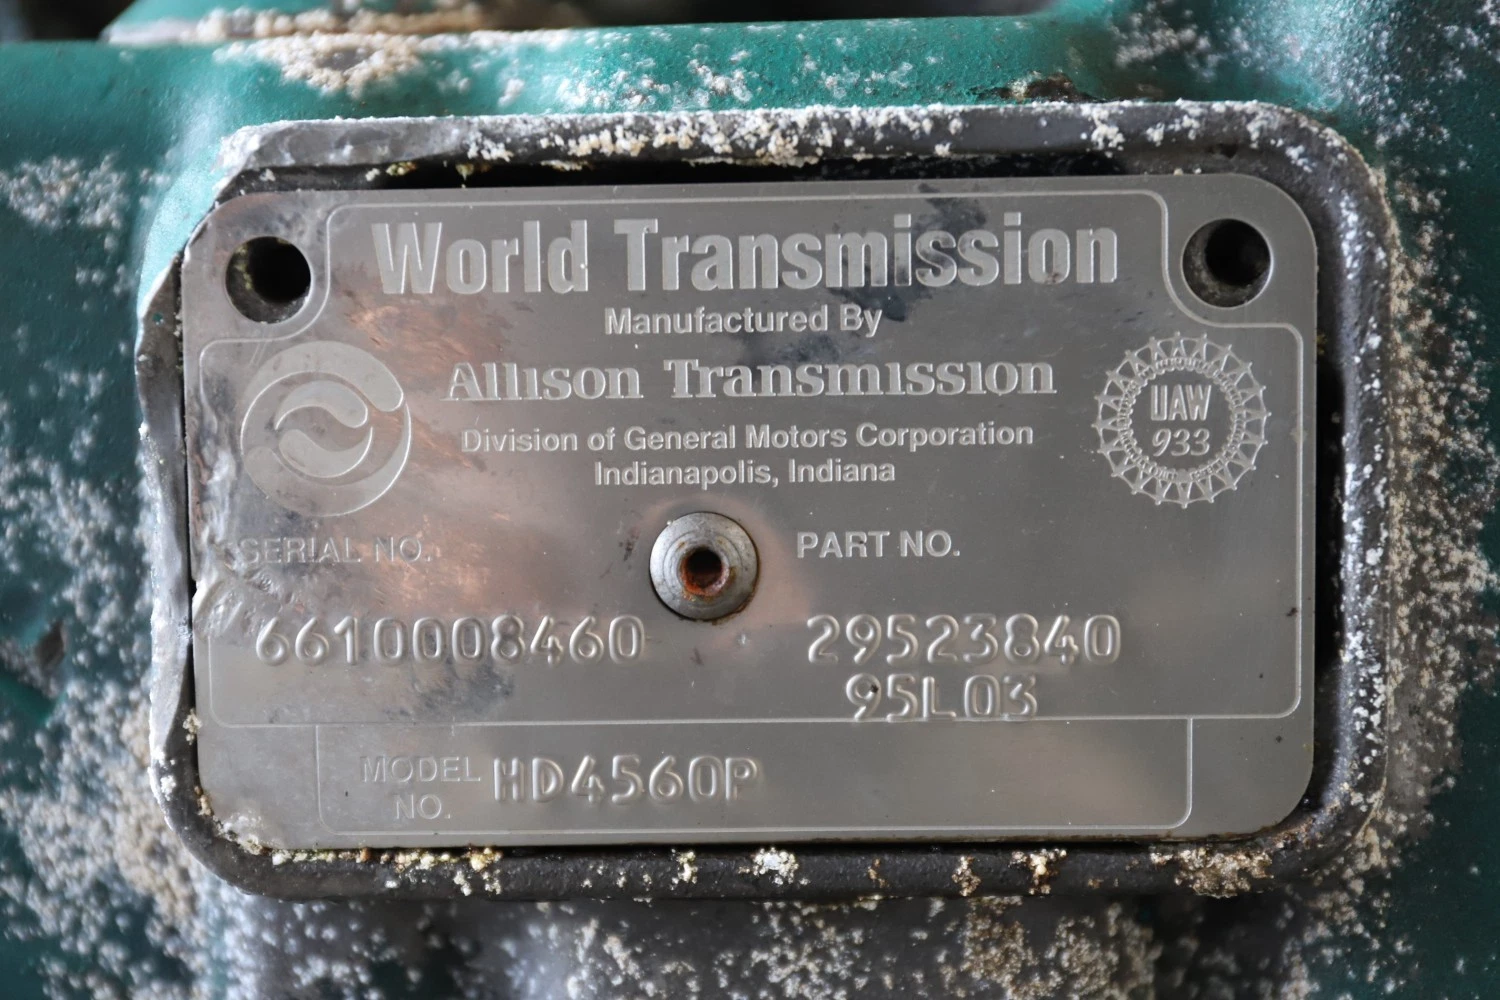 World Transmission
Manufactured By
Allison Transmission
Division of General Motors Corporation
Indianapolis, Indiana
UAW
933
SERIAL NO.
PART NO.
6610008460
29523840
95L03
MODEL NO.
HD4560P